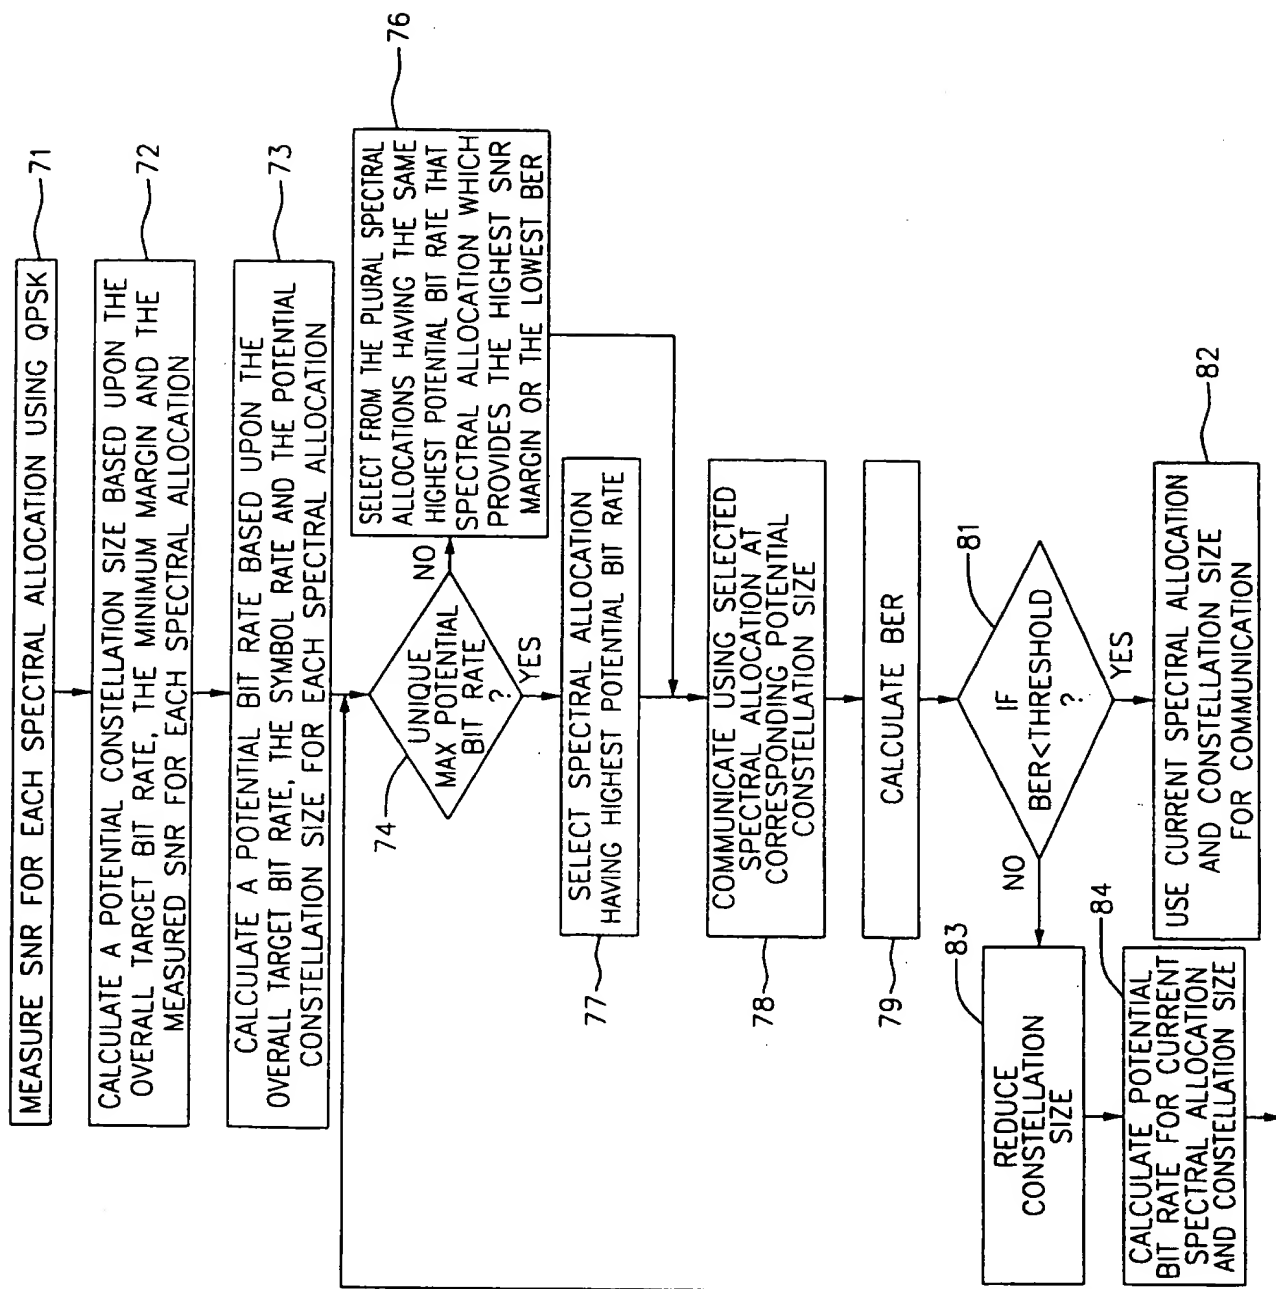 MEASURE SNR FOR EACH SPECTRAL ALLOCATION USING QPSK
71
CALCULATE A POTENTIAL CONSTELLATION SIZE BASED UPON THE
OVERALL TARGET BIT RATE, THE MINIMUM MARGIN AND THE
MEASURED SNR FOR EACH SPECTRAL ALLOCATION
72
CALCULATE A POTENTIAL BIT RATE BASED UPON THE
OVERALL TARGET BIT RATE, THE SYMBOL RATE AND THE POTENTIAL
CONSTELLATION SIZE FOR EACH SPECTRAL ALLOCATION
73
74
UNIQUE
MAX POTENTIAL
BIT RATE
?
NO
YES
SELECT FROM THE PLURAL SPECTRAL
ALLOCATIONS HAVING THE SAME
HIGHEST POTENTIAL BIT RATE THAT
SPECTRAL ALLOCATION WHICH
PROVIDES THE HIGHEST SNR
MARGIN OR THE LOWEST BER
76
SELECT SPECTRAL ALLOCATION
HAVING HIGHEST POTENTIAL BIT RATE
77
COMMUNICATE USING SELECTED
SPECTRAL ALLOCATION AT
CORRESPONDING POTENTIAL
CONSTELLATION SIZE
78
CALCULATE BER
79
IF
BER<THRESHOLD
?
81
NO
YES
USE CURRENT SPECTRAL ALLOCATION
AND CONSTELLATION SIZE
FOR COMMUNICATION
82
REDUCE
CONSTELLATION
SIZE
83
CALCULATE POTENTIAL
BIT RATE FOR CURRENT
SPECTRAL ALLOCATION
AND CONSTELLATION SIZE
84